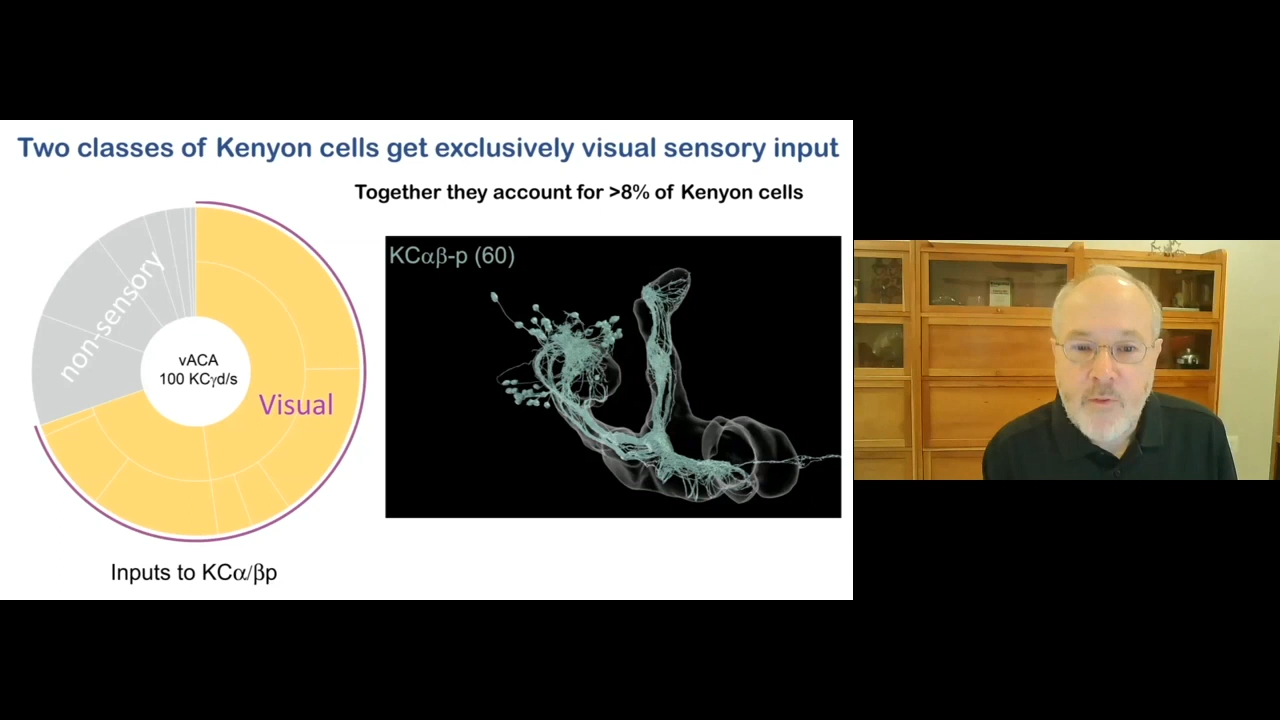 Two classes of Kenyon cells get exclusively visual sensory input
Together they account for >8% of Kenyon cells
non-sensory
vACA
100 KCγd/s
Visual
KCαβ-p (60)
Inputs to KCα/βp